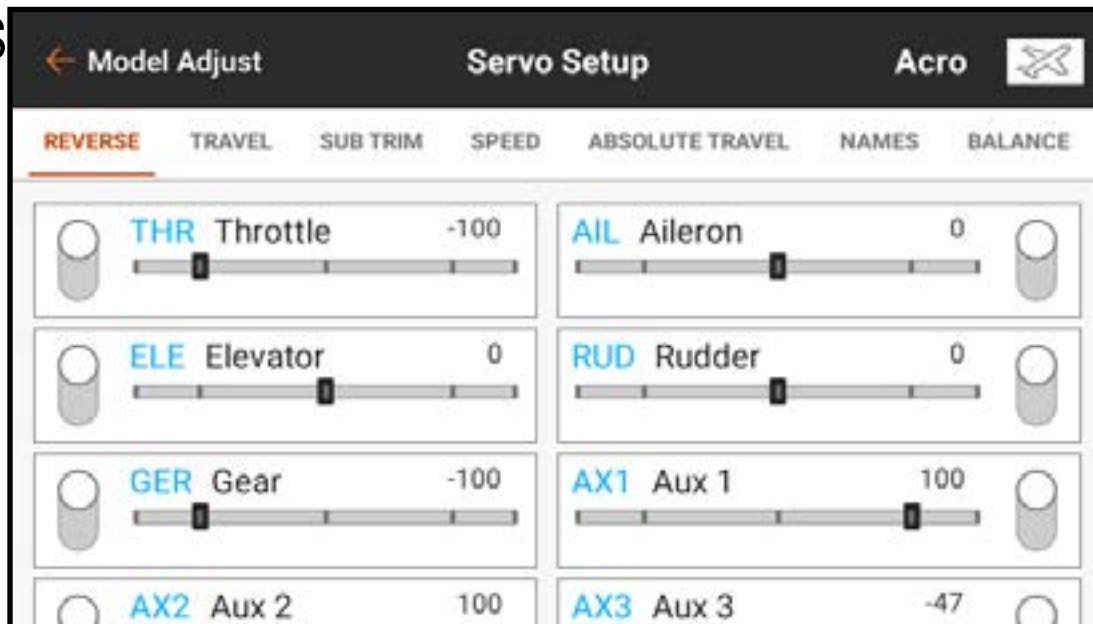 S
Model Adjust Servo Setup Acro
REVERSE TRAVEL SUB TRIM SPEED ABSOLUTE TRAVEL NAMES BALANCE
THR Throttle -100 AIL Aileron 0
ELE Elevator 0 RUD Rudder 0
GER Gear -100 AX1 Aux 1 100
AX2 Aux 2 100 AX3 Aux 3 -47